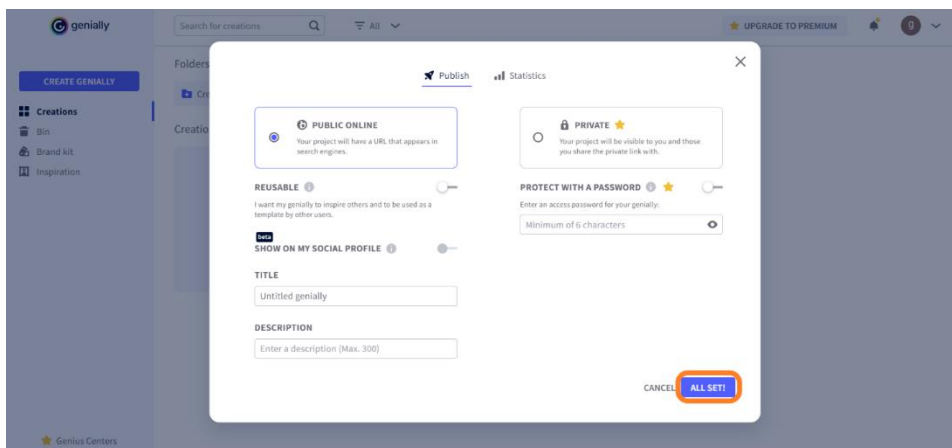 genially
Search for creations
All
UPGRADE TO PREMIUM
g
CREATE GENIALLY
Creations
Bin
Brand kit
Inspiration
Genius Centers
Folders
Cre
Creatio
Publish
Statistics
PUBLIC ONLINE
Your project will have a URL that appears in
search engines.
REUSABLE
I want my genially to inspire others and to be used as a
template by other users.
beta
SHOW ON MY SOCIAL PROFILE
TITLE
Untitled genially
DESCRIPTION
Enter a description (Max. 300)
PRIVATE
Your project will be visible to you and those
you share the private link with.
PROTECT WITH A PASSWORD
Enter an access password for your genially:
Minimum of 6 characters
CANCEL
ALL SET!